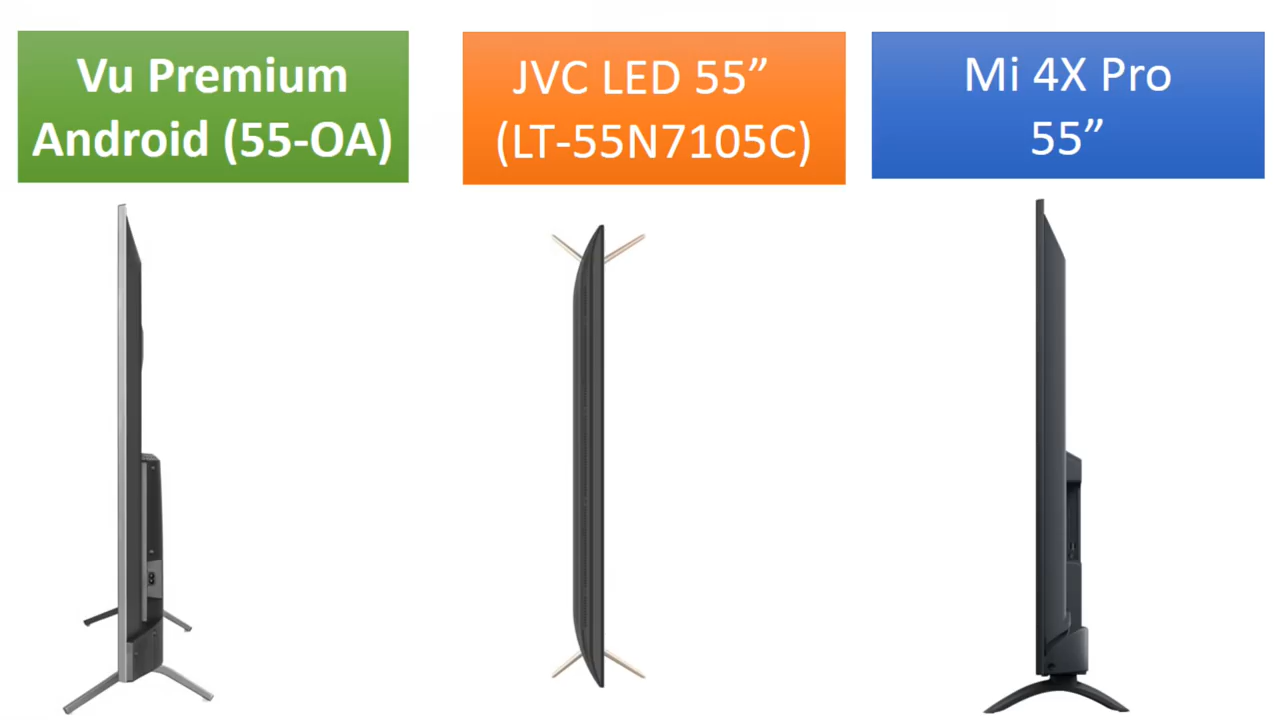 Vu Premium
Android (55-OA)
JVC LED 55”
(LT-55N7105C)
Mi 4X Pro
55”